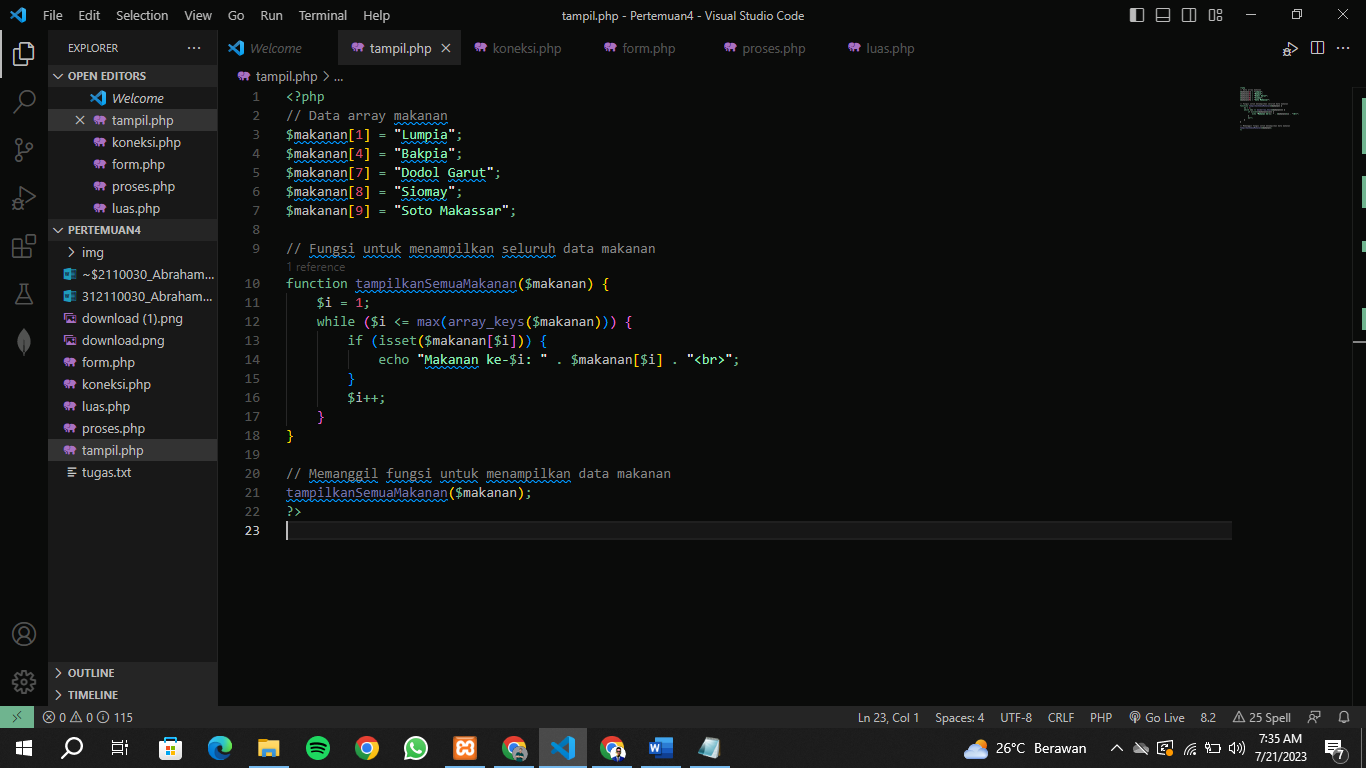 File Edit Selection View Go Run Terminal Help tampil.php - Pertemuan4 - Visual Studio Code
EXPLORER
Welcome tampil.php koneksi.php form.php proses.php luas.php
OPEN EDITORS
Welcome
tampil.php
koneksi.php
form.php
proses.php
luas.php
PERTEMUAN4
img
~$2110030_Abraham...
312110030_Abraham...
download (1).png
download.png
form.php
koneksi.php
luas.php
proses.php
tampil.php
tugas.txt
OUTLINE
TIMELINE
tampil.php > ...
1 <?php
2 // Data array makanan
3 $makanan[1] = "Lumpia";
4 $makanan[4] = "Bakpia";
5 $makanan[7] = "Dodol Garut";
6 $makanan[8] = "Siomay";
7 $makanan[9] = "Soto Makassar";
8
9 // Fungsi untuk menampilkan seluruh data makanan
1 reference
10 function tampilkanSemuaMakanan($makanan) {
11 $i = 1;
12 while ($i <= max(array_keys($makanan))) {
13 if (isset($makanan[$i])) {
14 echo "Makanan ke-$i: " . $makanan[$i] . "<br>";
15 }
16 $i++;
17 }
18 }
19
20 // Memanggil fungsi untuk menampilkan data makanan
21 tampilkanSemuaMakanan($makanan);
22 ?>
23
0 0 115 Ln 23, Col 1 Spaces: 4 UTF-8 CRLF PHP Go Live 8.2 25 Spell
26°C Berawan 7:35 AM
7/21/2023 7